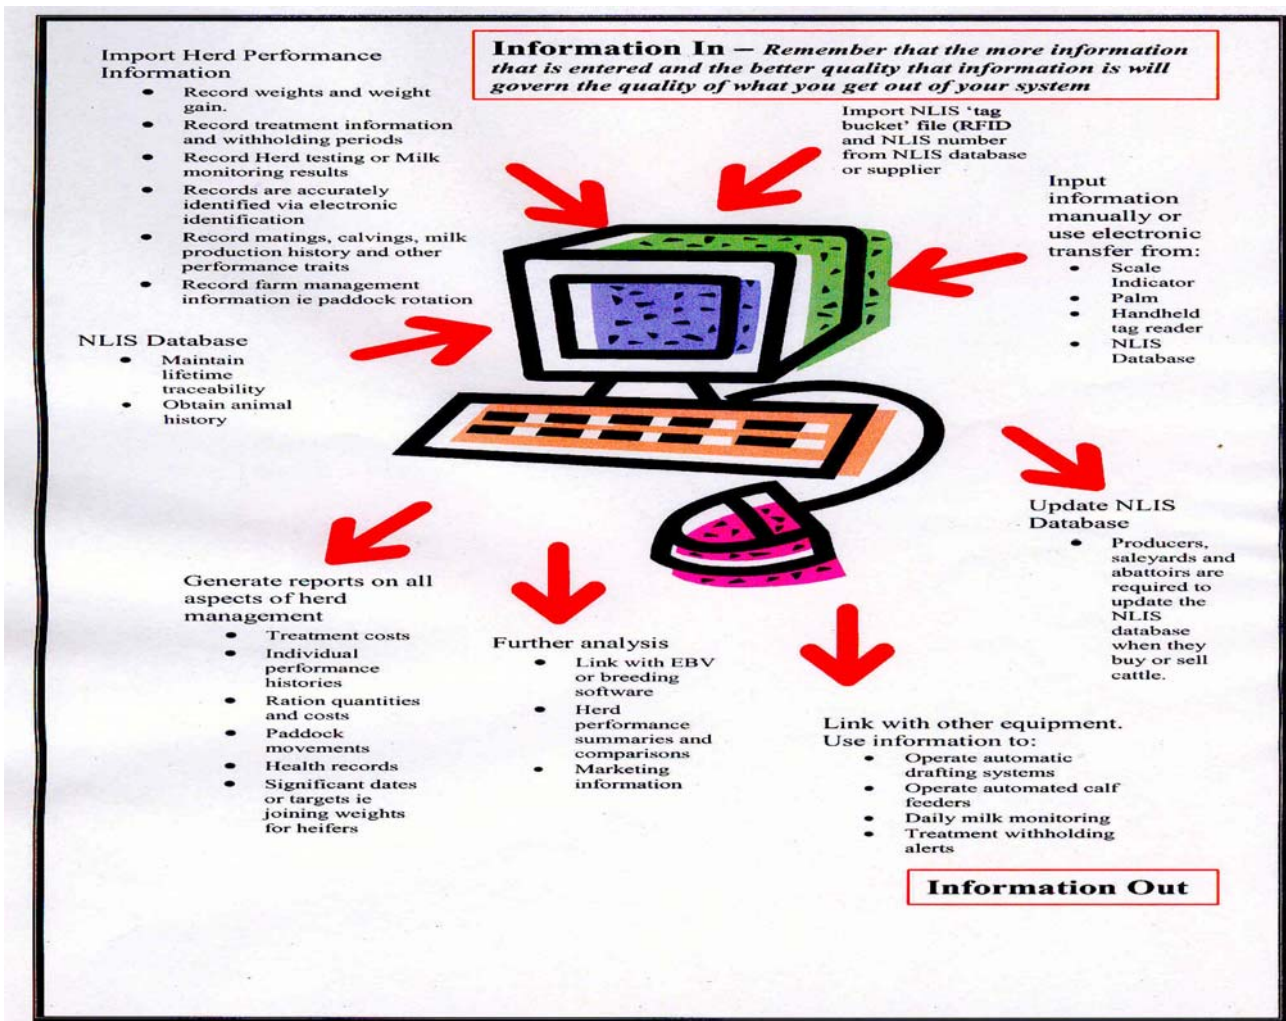 Import Herd Performance
Information
• Record weights and weight
gain.
• Record treatment information
and withholding periods
• Record Herd testing or Milk
monitoring results
• Records are accurately
identified via electronic
identification
• Record matings, calvings, milk
production history and other
performance traits
• Record farm management
information ie paddock rotation
Information In — Remember that the more information
that is entered and the better quality that information is will
govern the quality of what you get out of your system
Import NLIS ‘tag
bucket’ file (RFID
and NLIS number
from NLIS database
or supplier
Input
information
manually or
use electronic
transfer from:
• Scale
Indicator
• Palm
• Handheld
tag reader
• NLIS
Database
NLIS Database
• Maintain
lifetime
traceability
• Obtain animal
history
Update NLIS
Database
• Producers,
saleyards and
abattoirs are
required to
update the
NLIS
database
when they
buy or sell
cattle.
Generate reports on all
aspects of herd
management
• Treatment costs
• Individual
performance
histories
• Ration quantities
and costs
• Paddock
movements
• Health records
• Significant dates
or targets ie
joining weights
for heifers
Further analysis
• Link with EBV
or breeding
software
• Herd
performance
summaries and
comparisons
• Marketing
information
Link with other equipment.
Use information to:
• Operate automatic
drafting systems
• Operate automated calf
feeders
• Daily milk monitoring
• Treatment withholding
alerts
Information Out